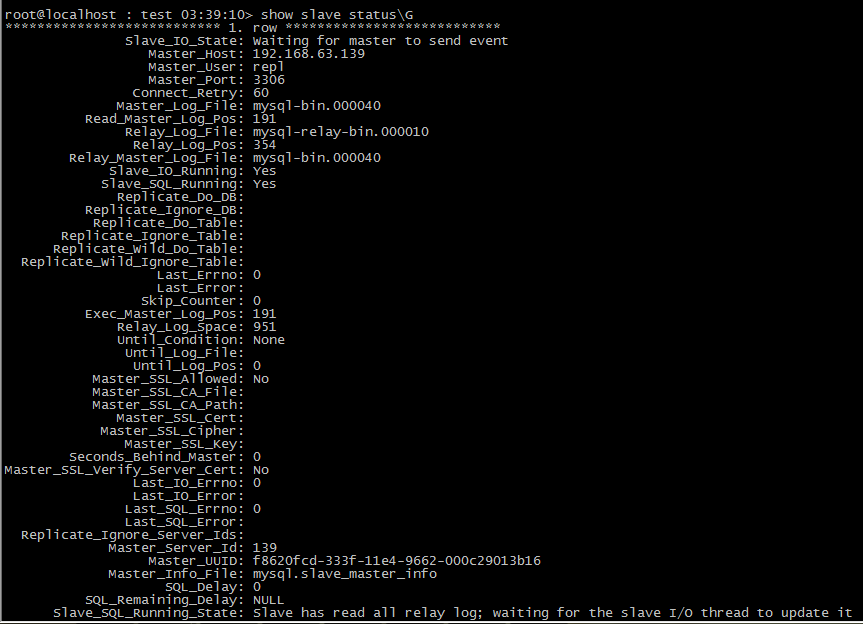 root@localhost : test 03:39:10> show slave status\G
*************************** 1. row ***************************
Slave_IO_State: Waiting for master to send event
Master_Host: 192.168.63.139
Master_User: repl
Master_Port: 3306
Connect_Retry: 60
Master_Log_File: mysql-bin.000040
Read_Master_Log_Pos: 191
Relay_Log_File: mysql-relay-bin.000010
Relay_Log_Pos: 354
Relay_Master_Log_File: mysql-bin.000040
Slave_IO_Running: Yes
Slave_SQL_Running: Yes
Replicate_Do_DB:
Replicate_Ignore_DB:
Replicate_Do_Table:
Replicate_Ignore_Table:
Replicate_Wild_Do_Table:
Replicate_Wild_Ignore_Table:
Last_Errno: 0
Last_Error:
Skip_Counter: 0
Exec_Master_Log_Pos: 191
Relay_Log_Space: 951
Until_Condition: None
Until_Log_File:
Until_Log_Pos: 0
Master_SSL_Allowed: No
Master_SSL_CA_File:
Master_SSL_CA_Path:
Master_SSL_Cert:
Master_SSL_Cipher:
Master_SSL_Key:
Seconds_Behind_Master: 0
Master_SSL_Verify_Server_Cert: No
Last_IO_Errno: 0
Last_IO_Error:
Last_SQL_Errno: 0
Last_SQL_Error:
Replicate_Ignore_Server_Ids:
Master_Server_Id: 139
Master_UUID: f8620fcd-333f-11e4-9662-000c29013b16
Master_Info_File: mysql.slave_master_info
SQL_Delay: 0
SQL_Remaining_Delay: NULL
Slave_SQL_Running_State: Slave has read all relay log; waiting for the slave I/O thread to update it